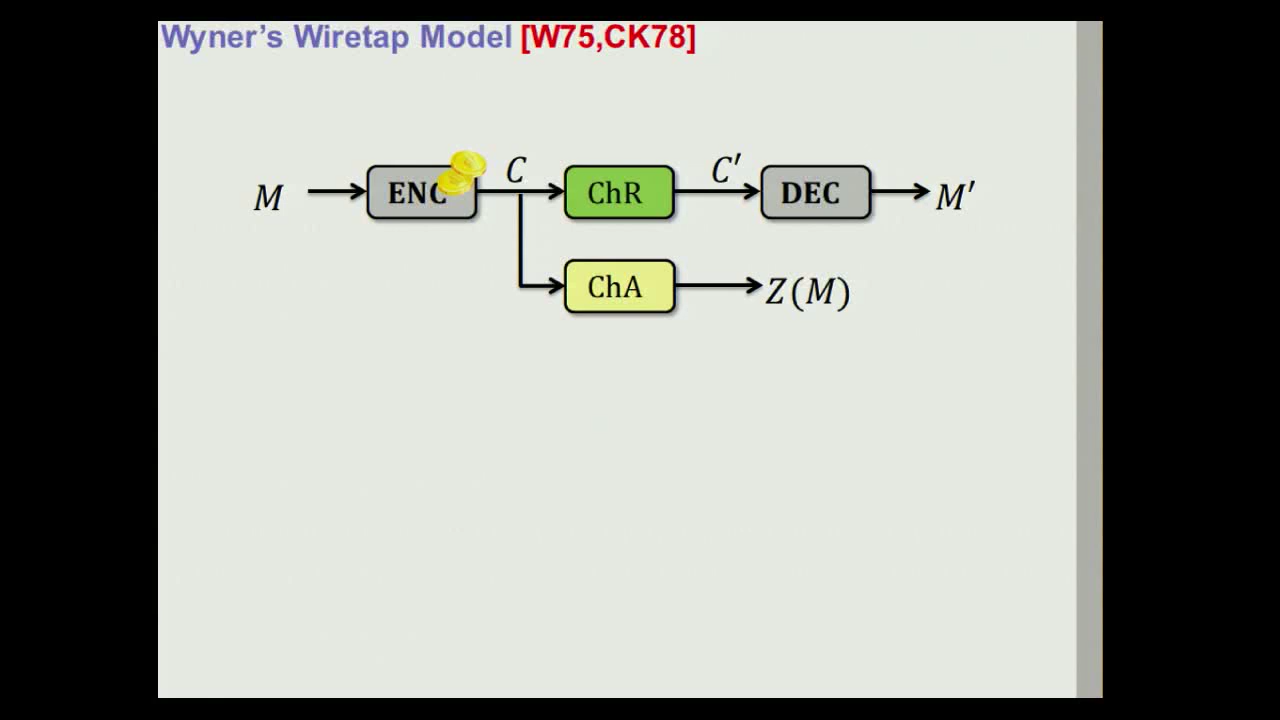 Wyner's Wiretap Model [W75,CK78]
M ENC C ChR C′ DEC M′
ChA Z(M)